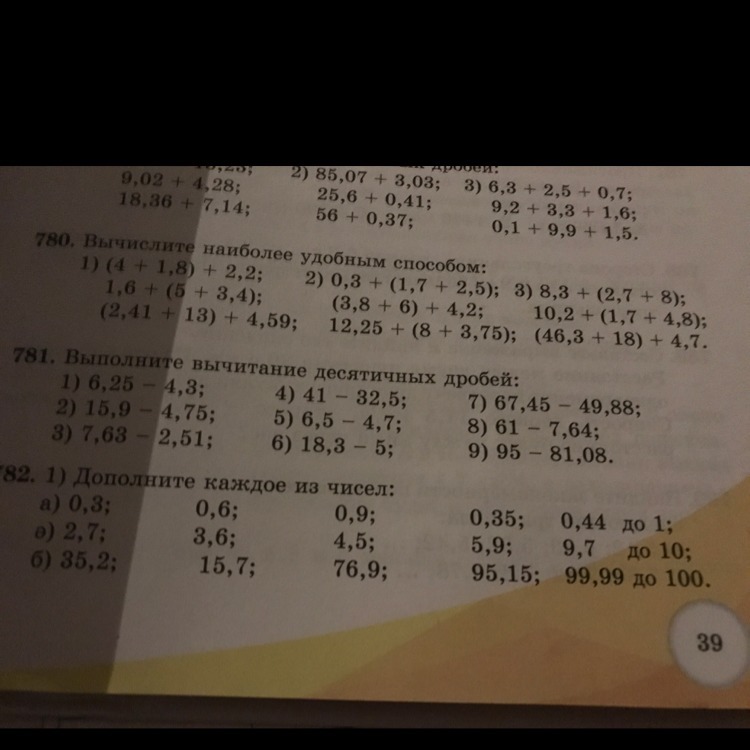 2) 85,07 + 3,03; 3) 6,3 + 2,5 + 0,7;
9,02 + 4,28; 25,6 + 0,41; 9,2 + 3,3 + 1,6;
18,36 + 7,14; 56 + 0,37; 0,1 + 9,9 + 1,5.
780. Вычислите наиболее удобным способом:
1) (4 + 1,8) + 2,2; 2) 0,3 + (1,7 + 2,5); 3) 8,3 + (2,7 + 8);
1,6 + (5 + 3,4); (3,8 + 6) + 4,2; 10,2 + (1,7 + 4,8);
(2,41 + 13) + 4,59; 12,25 + (8 + 3,75); (46,3 + 18) + 4,7.
781. Выполните вычитание десятичных дробей:
1) 6,25 − 4,3; 4) 41 − 32,5; 7) 67,45 − 49,88;
2) 15,9 − 4,75; 5) 6,5 − 4,7; 8) 61 − 7,64;
3) 7,63 − 2,51; 6) 18,3 − 5; 9) 95 − 81,08.
782. 1) Дополните каждое из чисел:
а) 0,3; 0,6; 0,9; 0,35; 0,44 до 1;
ә) 2,7; 3,6; 4,5; 5,9; 9,7 до 10;
б) 35,2; 15,7; 76,9; 95,15; 99,99 до 100.
39